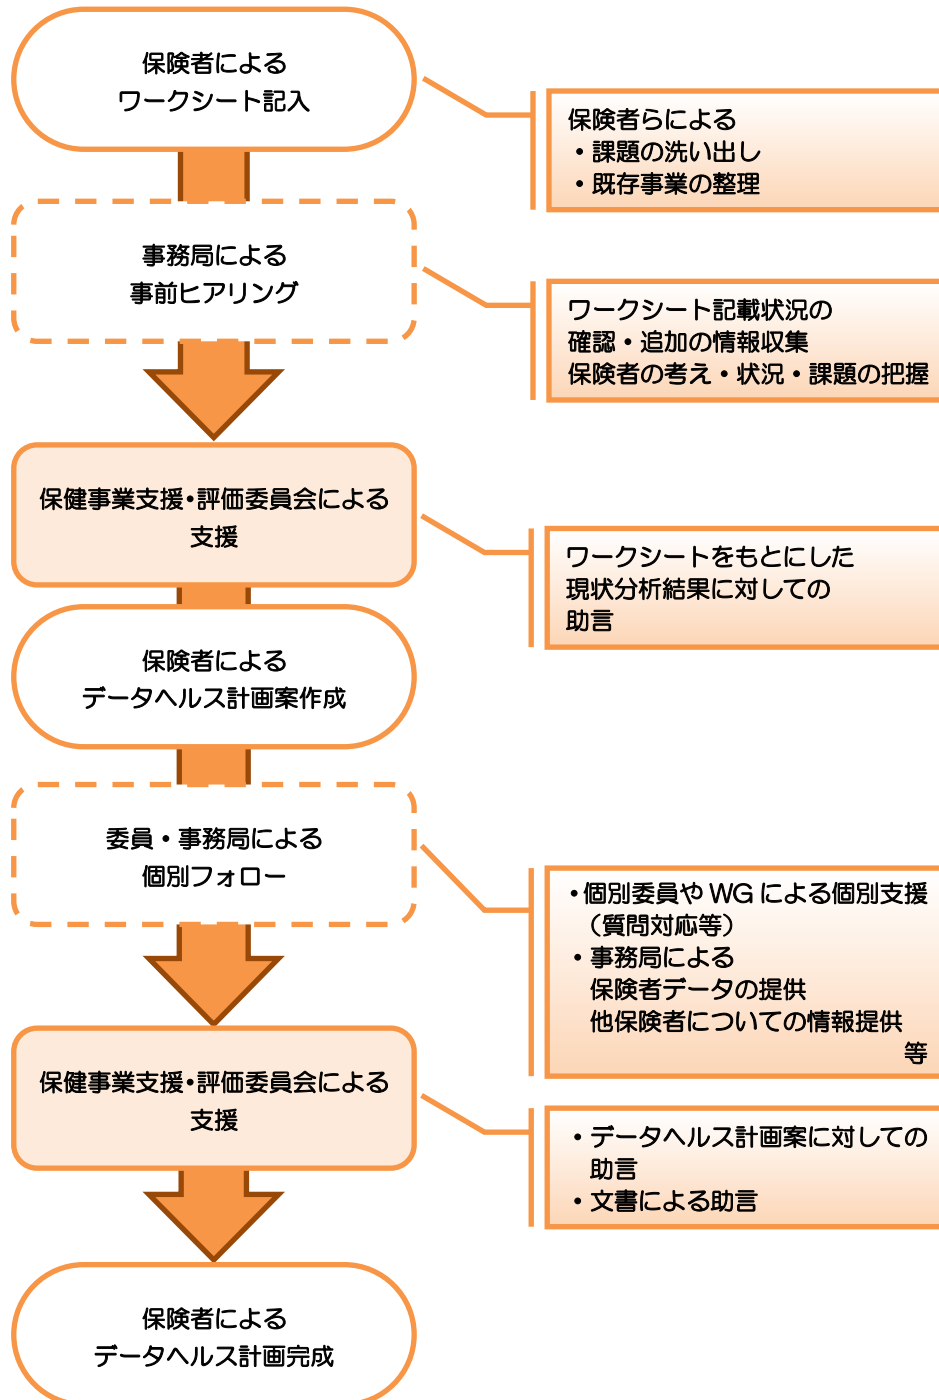 保険者による
ワークシート記入
保険者らによる
・課題の洗い出し
・既存事業の整理
事務局による
事前ヒアリング
ワークシート記載状況の
確認・追加の情報収集
保険者の考え・状況・課題の把握
保健事業支援・評価委員会による
支援
ワークシートをもとにした
現状分析結果に対しての
助言
保険者による
データヘルス計画案作成
委員・事務局による
個別フォロー
・個別委員や WG による個別支援
（質問対応等）
・事務局による
保険者データの提供
他保険者についての情報提供
等
保健事業支援・評価委員会による
支援
・データヘルス計画案に対しての
助言
・文書による助言
保険者による
データヘルス計画完成